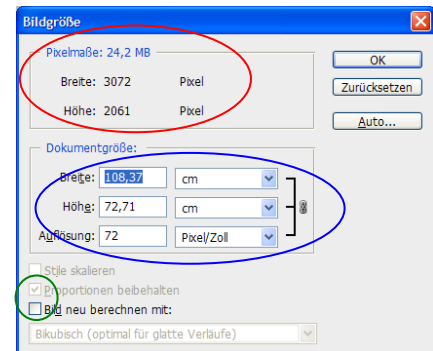 Bildgröße
Pixelmaße: 24,2 MB
Breite: 3072 Pixel
Höhe: 2061 Pixel
OK
Zurücksetzen
Auto...
Dokumentgröße:
Breite: 108,37 cm
Höhe: 72,71 cm
Auflösung: 72 Pixel/Zoll
Stile skalieren
Proportionen beibehalten
Bild neu berechnen mit:
Bikubisch (optimal für glatte Verläufe)